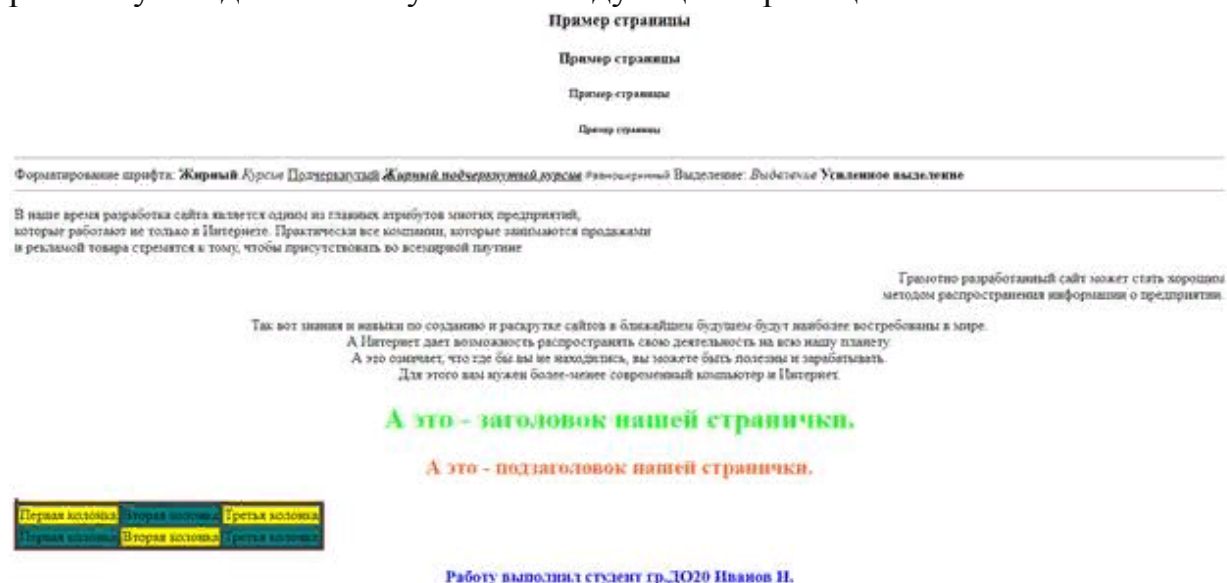 Пример страницы
Пример страницы
Пример страницы
Пример страницы
Форматирование шрифта: Жирный Курсив Подчеркнутый Жирный подчеркнутый курсив Равноширинный Выделение: Выделение Усиленное выделение
В наше время разработка сайта является одним из главных атрибутов многих предприятий,
которые работают не только в Интернете. Практически все компании, которые занимаются продажами
и рекламой товара стремятся к тому, чтобы присутствовать во всемирной паутине
Грамотно разработанный сайт может стать хорошим
методом распространения информации о предприятии.
Так вот знания и навыки по созданию и раскрутке сайтов в ближайшем будущем будут наиболее востребованы в мире.
А Интернет дает возможность распространять свою деятельность на всю нашу планету.
А это означает, что где бы вы не находились, вы можете быть полезны и зарабатывать.
Для этого вам нужен более-менее современный компьютер и Интернет.
А это - заголовок нашей странички.
А это - подзаголовок нашей странички.
Первая колонка Вторая колонка Третья колонка
Первая колонка Вторая колонка Третья колонка
Работу выполнил студент гр.ДО20 Иванов И.